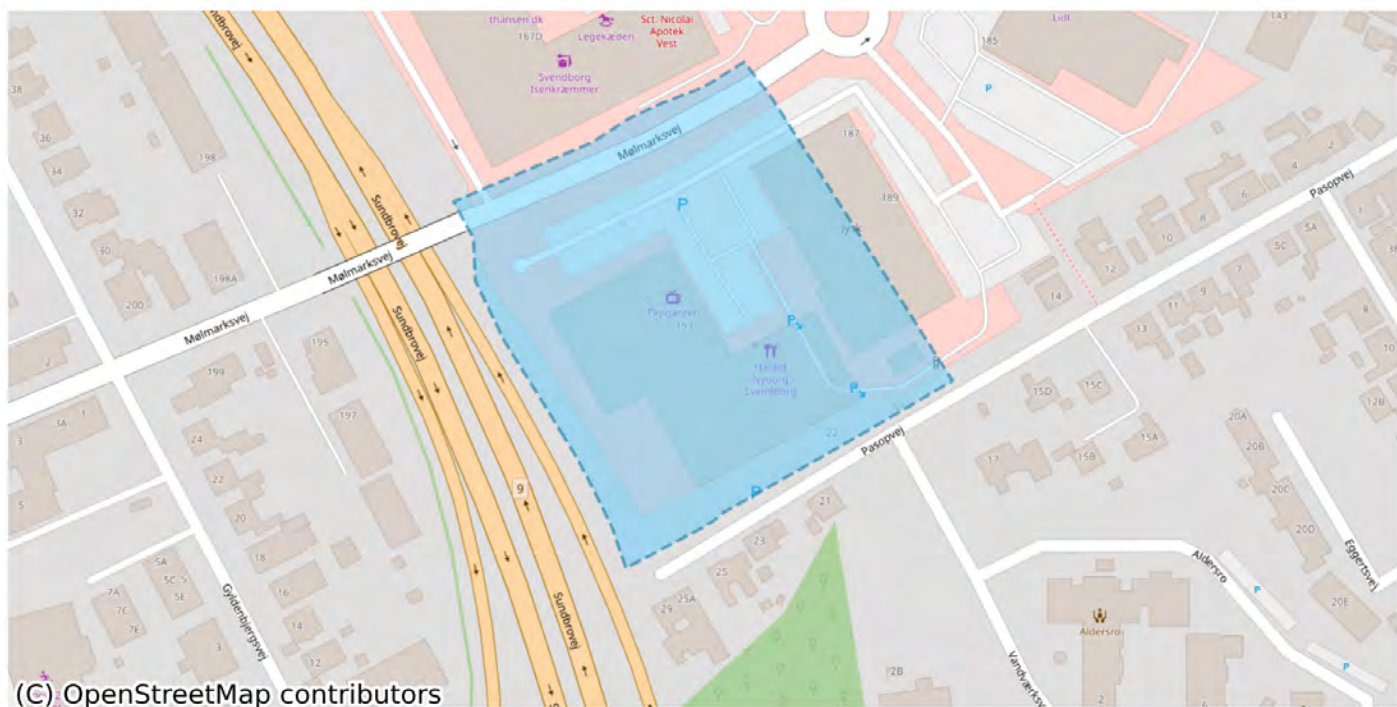 Sundbrovej
thansen.dk
167D
Legekæden
Sct. Nicolai
Apotek
Vest
Lidl
143
185
P
Svendborg
Isenkræmmer
38
36
34
32
30
200
198
198A
Mølmarksvej
187
189
Jysk
4
2
Pasopvej
6
8
10
12
14
P
Sundbrovej
Mølmarksvej
Mølmarksvej
2
195
199
197
Sundbrovej
P
Harald
Nyborg
Svendborg
P
22
Pasopvej
P
1
5A
5C
7
9
11
13
8
10
12B
15D
15C
15A
15B
17
20A
20B
20C
20D
20E
Eggertsvej
3A
1
3
5
24
22
20
18
16
14
12
9
21
23
25
25A
29
Aldersro
P
P
Aldersro
2
2B
5A
5C
5
5E
7A
7C
7E
3
Gyldenbjergsvej
Sundbrovej
(C) OpenStreetMap contributors